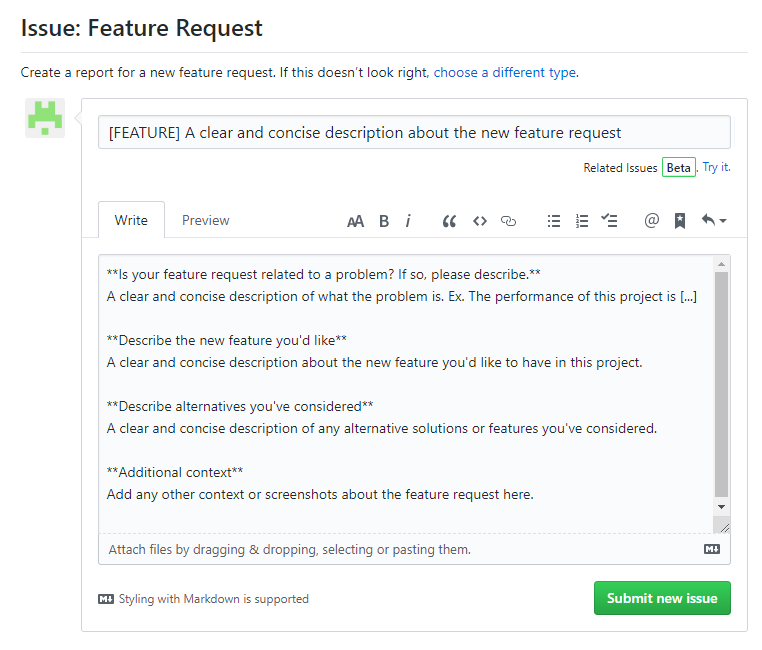 Issue: Feature Request
Create a report for a new feature request. If this doesn’t look right, choose a different type.
[FEATURE] A clear and concise description about the new feature request
Related Issues Beta. Try it.
Write Preview AA B i @
**Is your feature request related to a problem? If so, please describe.**
A clear and concise description of what the problem is. Ex. The performance of this project is [...]
**Describe the new feature you'd like**
A clear and concise description about the new feature you'd like to have in this project.
**Describe alternatives you've considered**
A clear and concise description of any alternative solutions or features you've considered.
**Additional context**
Add any other context or screenshots about the feature request here.
Attach files by dragging & dropping, selecting or pasting them.
Styling with Markdown is supported
Submit new issue